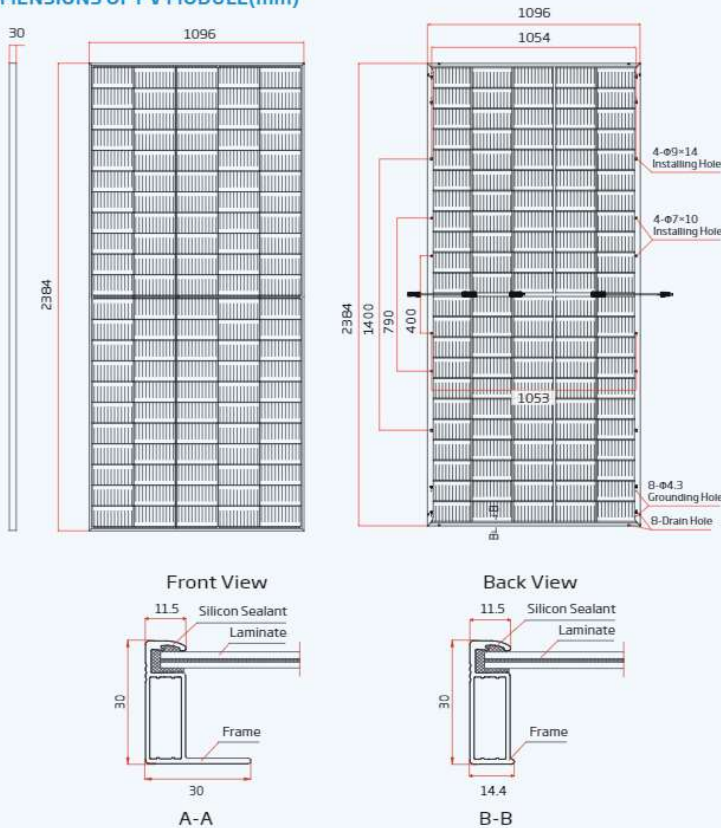 DIMENSIONS OF PV MODULE(mm)
30
1096
2384
1096
1054
2384
1400
790
400
1053
4-Φ9×14
Installing Hole
4-Φ7×10
Installing Hole
8-Φ4.3
Grounding Hole
8-Drain Hole
B
B
Front View
Back View
11.5
Silicon Sealant
Laminate
30
Frame
30
A-A
11.5
Silicon Sealant
Laminate
30
Frame
14.4
B-B